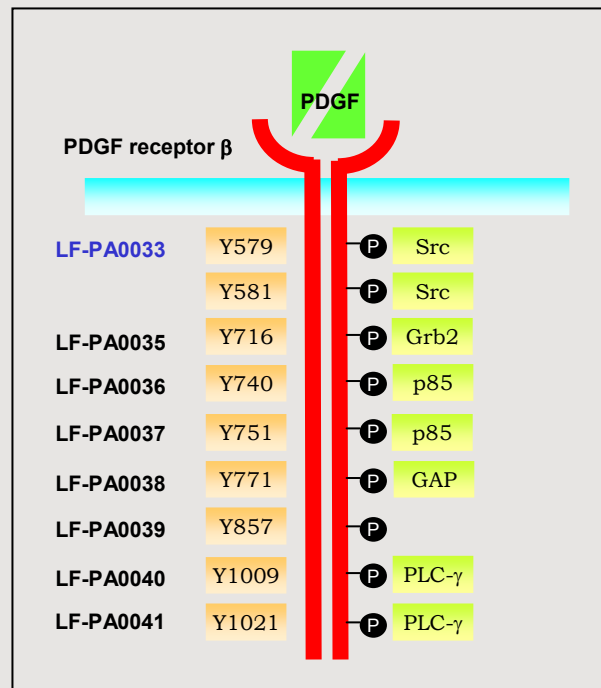 PDGF
PDGF receptor β
LF-PA0033 Y579 P Src
Y581 P Src
LF-PA0035 Y716 P Grb2
LF-PA0036 Y740 P p85
LF-PA0037 Y751 P p85
LF-PA0038 Y771 P GAP
LF-PA0039 Y857 P
LF-PA0040 Y1009 P PLC-γ
LF-PA0041 Y1021 P PLC-γ